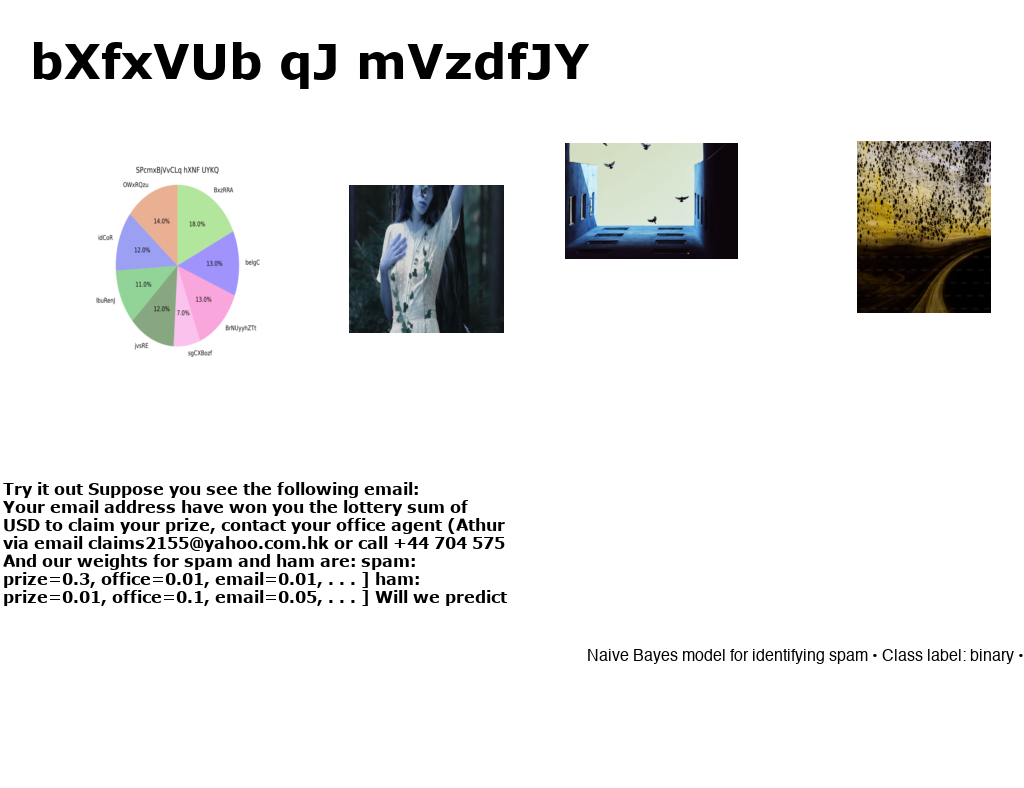 bXfxVUb qJ mVzdfJY
SPcmxBjVvCLq hXNF UYKQ
OWxRQzu
BxzRRA
14.0%
18.0%
idCoR
12.0%
13.0%
belgC
11.0%
13.0%
IbuRenJ
12.0%
7.0%
BrNUyyhZTt
jvsRE
sgCXBozf
Try it out Suppose you see the following email:
Your email address have won you the lottery sum of
USD to claim your prize, contact your office agent (Athur
via email claims2155@yahoo.com.hk or call +44 704 575
And our weights for spam and ham are: spam:
prize=0.3, office=0.01, email=0.01, . . . ] ham:
prize=0.01, office=0.1, email=0.05, . . . ] Will we predict
Naive Bayes model for identifying spam • Class label: binary •